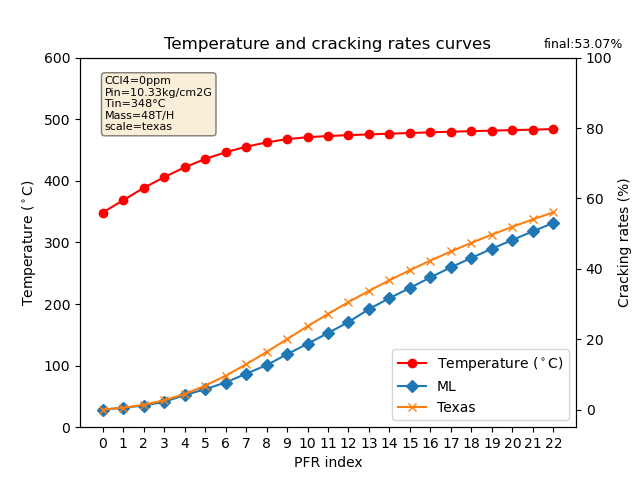 Temperature and cracking rates curves
final:53.07%
CCl4=0ppm
Pin=10.33kg/cm2G
Tin=348°C
Mass=48T/H
scale=texas
600
500
400
300
200
100
0
Temperature (°C)
100
80
60
40
20
0
Cracking rates (%)
Temperature (°C)
ML
Texas
0 1 2 3 4 5 6 7 8 9 10 11 12 13 14 15 16 17 18 19 20 21 22
PFR index